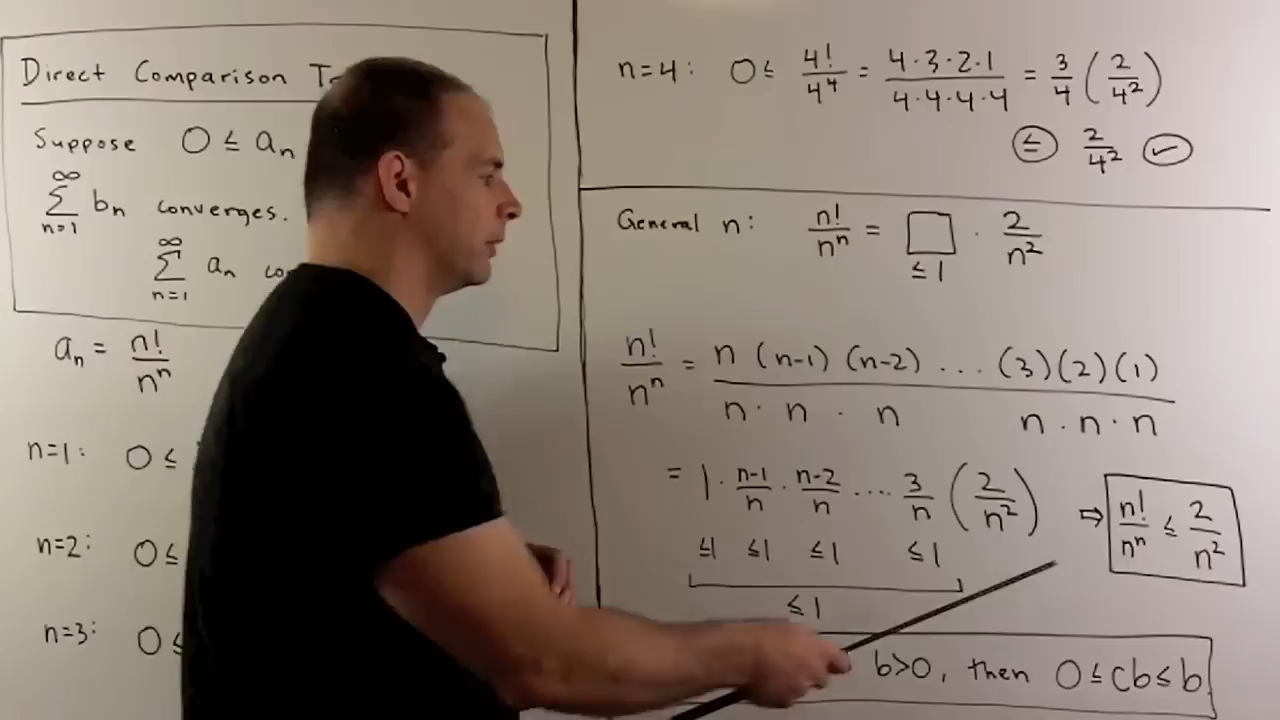 Direct Comparison
Suppose 0 ≤ aₙ
∞
∑ bₙ converges.
n=1
∞
∑ aₙ
n=1
aₙ = n!/nⁿ
n=1: 0 ≤
n=2: 0 ≤
n=3: 0 ≤
n=4: 0 ≤ 4!/4⁴ = 4·3·2·1/4·4·4·4 = 3/4 (2/4²)
≤ 2/4² ✓
General n: n!/nⁿ = □ · 2/n²
≤ 1
n!/nⁿ = n (n-1) (n-2) ... (3)(2)(1)
n · n · n n · n · n
= 1 · n-1/n · n-2/n .... 3/n (2/n²) ⇒ n!/nⁿ ≤ 2/n²
≤1 ≤1 ≤1 ≤1
≤1
b>0, then 0≤cb≤b